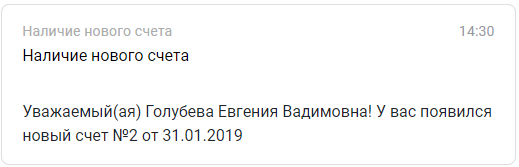 Наличие нового счета 14:30
Наличие нового счета
Уважаемый(ая) Голубева Евгения Вадимовна! У вас появился
новый счет №2 от 31.01.2019